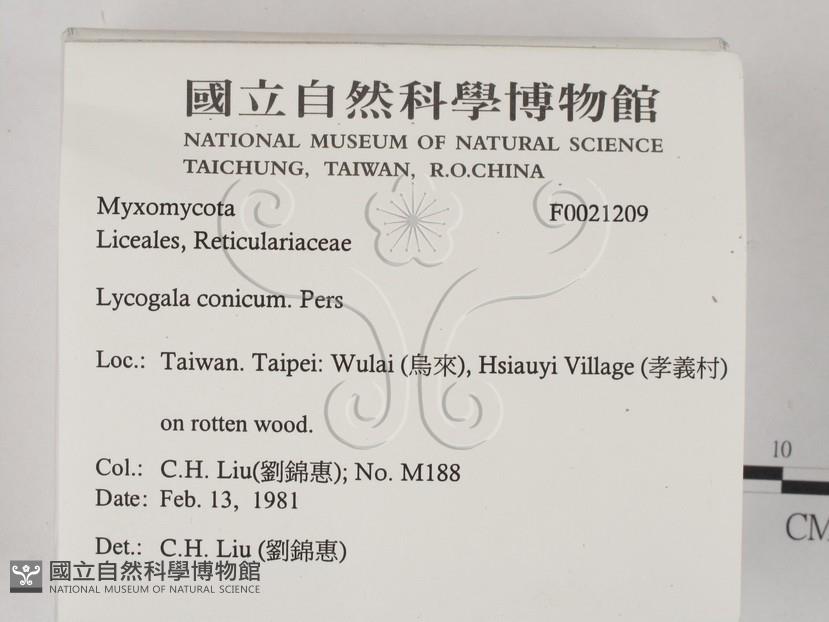 國立自然科學博物館
NATIONAL MUSEUM OF NATURAL SCIENCE
TAICHUNG, TAIWAN, R.O.CHINA
Myxomycota F0021209
Liceales, Reticulariaceae
Lycogala conicum. Pers
Loc.: Taiwan. Taipei: Wulai (烏來), Hsiauyi Village (孝義村)
on rotten wood.
Col.: C.H. Liu(劉錦惠); No. M188
Date: Feb. 13, 1981
Det.: C.H. Liu (劉錦惠)
10
CM
國立自然科學博物館
NATIONAL MUSEUM OF NATURAL SCIENCE